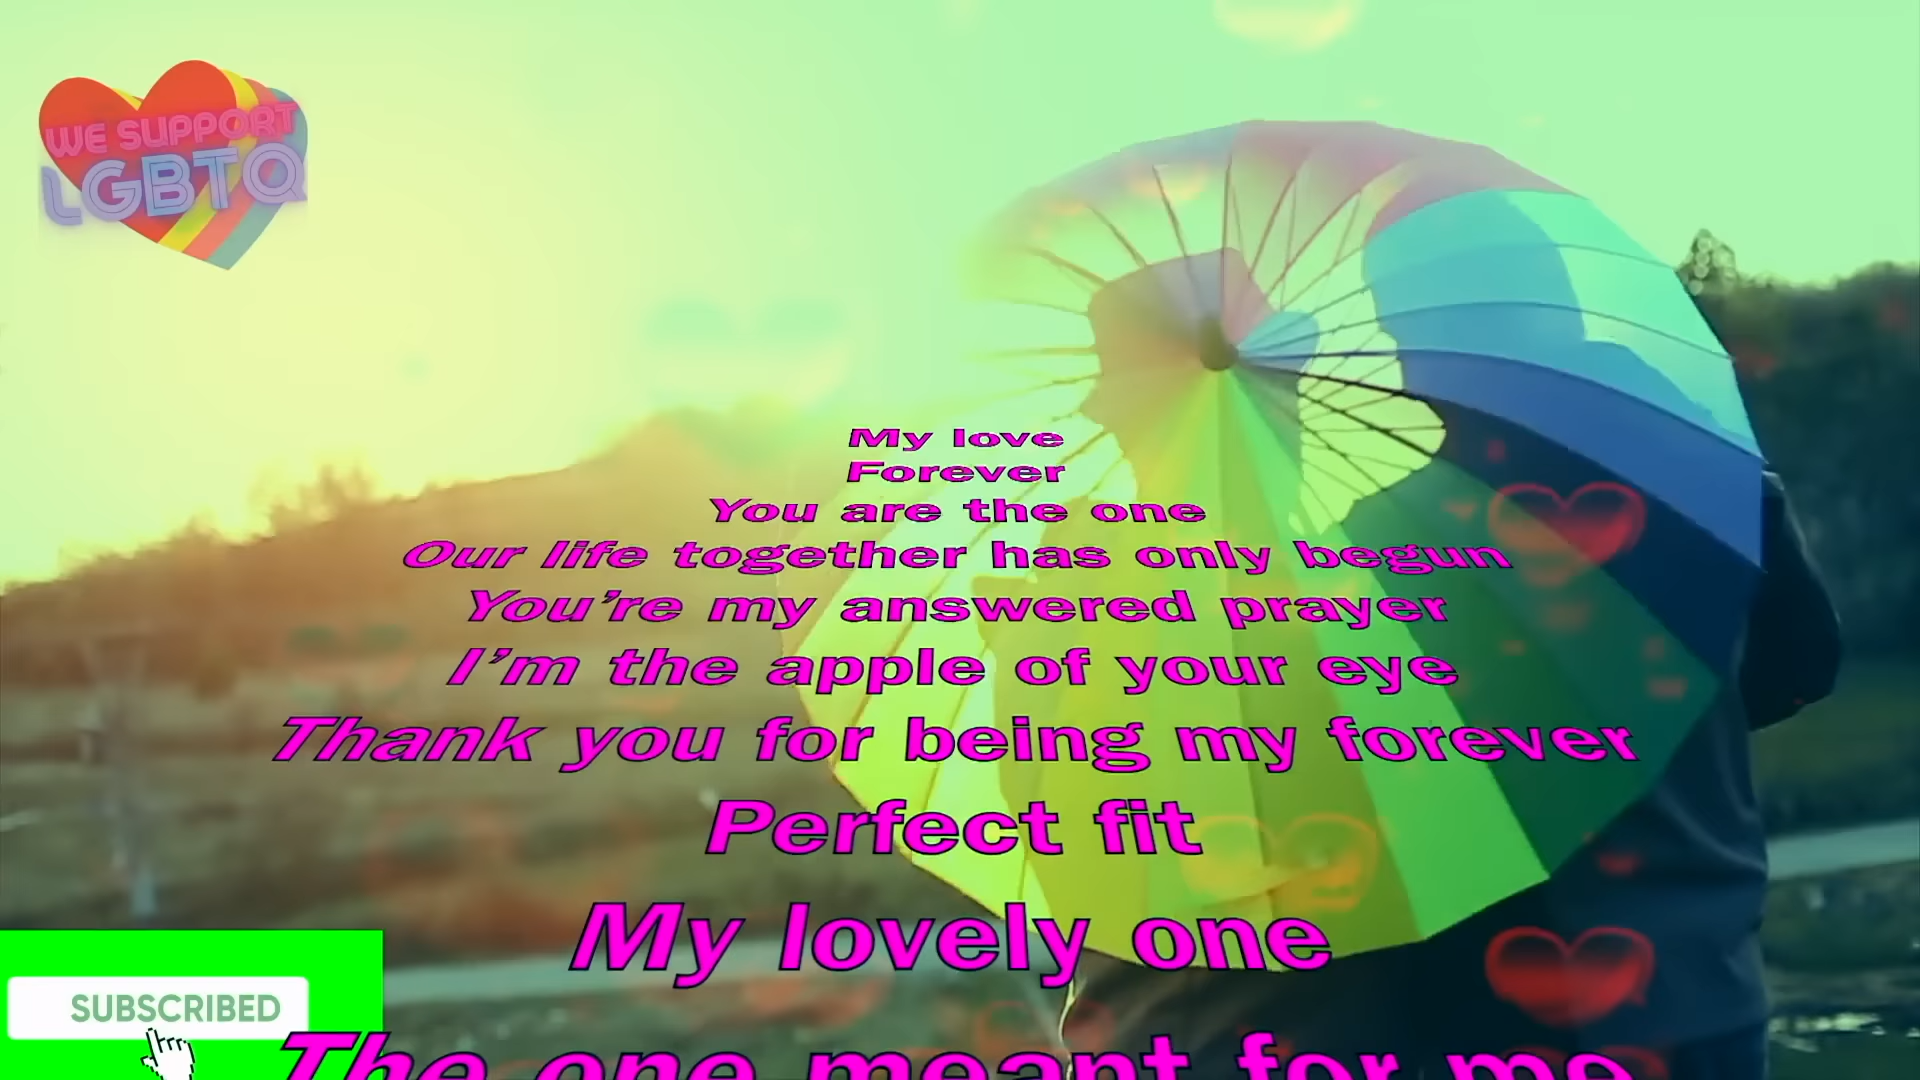 WE SUPPORT
LGBTQ
My love
Forever
You are the one
Our life together has only begun
You’re my answered prayer
I’m the apple of your eye
Thank you for being my forever
Perfect fit
My lovely one
The one meant for me
SUBSCRIBED